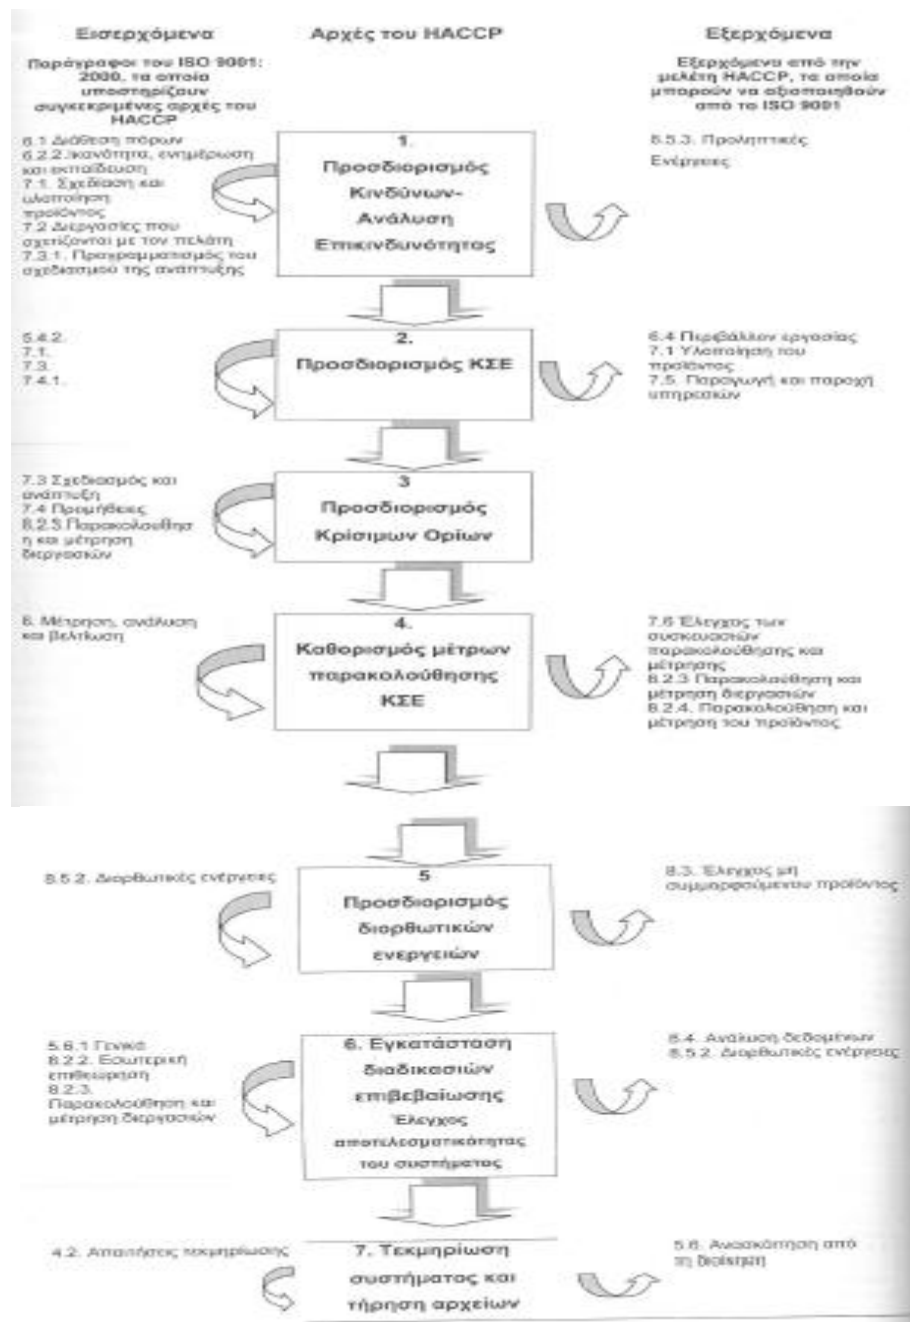 Εισερχόμενα
Αρχές του HACCP
Εξερχόμενα
Παράγραφοι του ISO 9001:
2000, τα οποία
υποστηρίζουν
συγκεκριμένες αρχές του
HACCP
Εξερχόμενα από την
μελέτη HACCP, τα οποία
μπορούν να αξιοποιηθούν
από το ISO 9001
6.1 Διάθεση πόρων
6.2.2. Ικανότητα, ενημέρωση
και εκπαίδευση
7.1. Σχεδίαση και
υλοποίηση
προϊόντος
7.2 Διεργασίες που
σχετίζονται με τον πελάτη
7.3.1. Προγραμματισμός του
σχεδιασμού της ανάπτυξης
1.
Προσδιορισμός
Κινδύνων-
Ανάλυση
Επικινδυνότητας
8.5.3. Προληπτικές
Ενέργειες
5.4.2.
7.1.
7.3.
7.4.1.
2.
Προσδιορισμός ΚΣΕ
6.4 Περιβάλλον εργασίας
7.1 Υλοποίηση του
προϊόντος
7.5. Παραγωγή και παροχή
υπηρεσιών
7.3 Σχεδιασμός και
ανάπτυξη
7.4 Προμήθειες
8.2.3 Παρακολούθησ
η και μέτρηση
διεργασιών
3
Προσδιορισμός
Κρίσιμων Ορίων
8. Μέτρηση, ανάλυση
και βελτίωση
4.
Καθορισμός μέτρων
παρακολούθησης
ΚΣΕ
7.6 Έλεγχος των
συσκευασιών
παρακολούθησης και
μέτρησης
8.2.3 Παρακολούθηση και
μέτρηση διεργασιών
8.2.4. Παρακολούθηση και
μέτρηση του προϊόντος
8.5.2. Διορθωτικές ενέργειες
5
Προσδιορισμός
διορθωτικών
ενεργειών
8.3. Έλεγχος μη
συμμορφούμενου προϊόντος
5.6.1 Γενικά
8.2.2. Εσωτερική
επιθεώρηση
8.2.3.
Παρακολούθηση και
μέτρηση διεργασιών
6. Εγκατάσταση
διαδικασιών
επιβεβαίωσης
Έλεγχος
αποτελεσματικότητας
του συστήματος
8.4. Ανάλυση δεδομένων
8.5.2. Διορθωτικές ενέργειες
4.2. Απαιτήσεις τεκμηρίωσης
7. Τεκμηρίωση
συστήματος και
τήρηση αρχείων
5.6. Ανασκόπηση από
τη διοίκηση